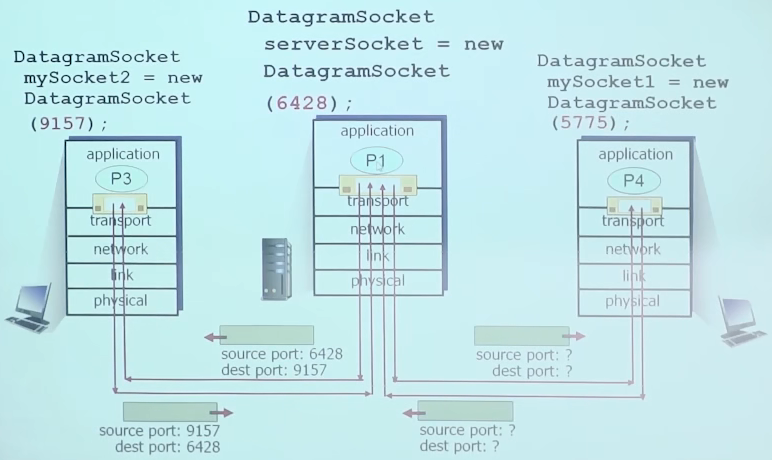 DatagramSocket
mySocket2 = new
DatagramSocket
(9157);
DatagramSocket
serverSocket = new
DatagramSocket
(6428);
DatagramSocket
mySocket1 = new
DatagramSocket
(5775);
application
P3
transport
network
link
physical
application
P1
transport
network
link
physical
application
P4
transport
network
link
physical
source port: 6428
dest port: 9157
source port: ?
dest port: ?
source port: 9157
dest port: 6428
source port: ?
dest port: ?